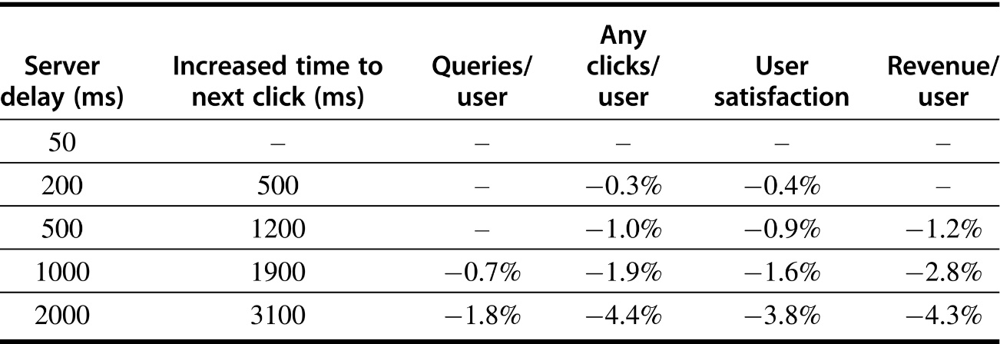 Server delay (ms) Increased time to next click (ms) Queries/ user Any clicks/ user User satisfaction Revenue/ user
50 – – – – –
200 500 – −0.3% −0.4% –
500 1200 – −1.0% −0.9% −1.2%
1000 1900 −0.7% −1.9% −1.6% −2.8%
2000 3100 −1.8% −4.4% −3.8% −4.3%